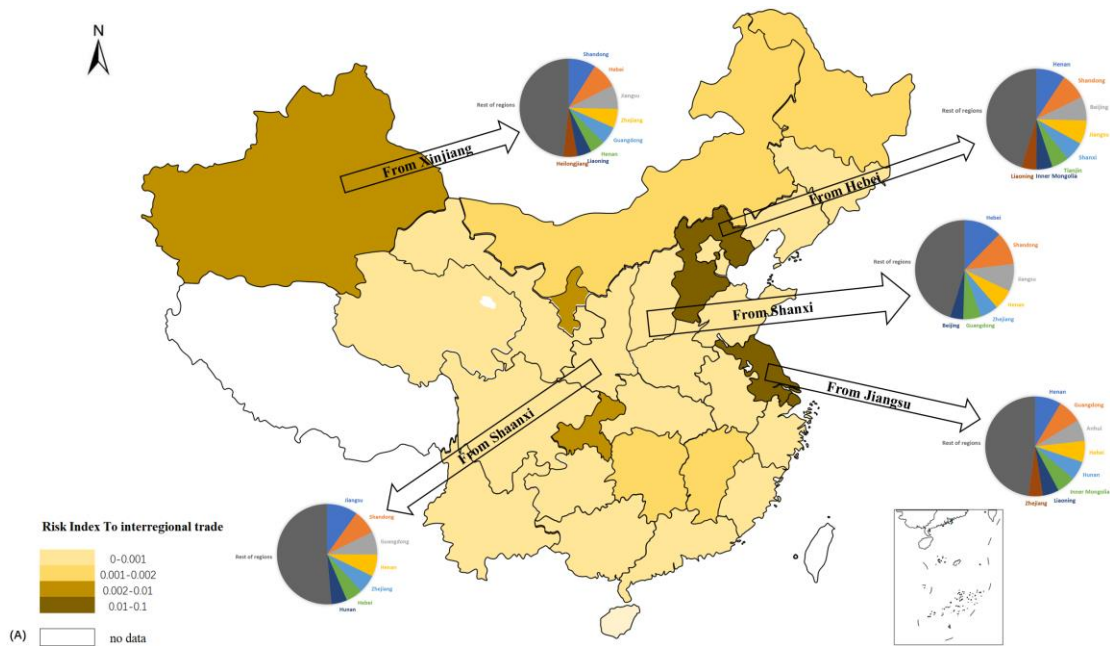 N
Shandong
Hebei
Jiangsu
Zhejiang
Guangdong
Henan
Liaoning
Heilongjiang
Rest of regions
From Xinjiang
Henan
Shandong
Beijing
Jiangsu
Shanxi
Tianjin
Inner Mongolia
Liaoning
Rest of regions
From Hebei
Hebei
Shandong
Jiangsu
Henan
Zhejiang
Guangdong
Beijing
Rest of regions
From Shanxi
Henan
Guangdong
Anhui
Hebei
Hunan
Inner Mongolia
Liaoning
Zhejiang
Rest of regions
From Jiangsu
Jiangsu
Shandong
Guangdong
Henan
Zhejiang
Hebei
Hunan
Rest of regions
From Shaanxi
Risk Index To interregional trade
0-0.001
0.001-0.002
0.002-0.01
0.01-0.1
(A) no data